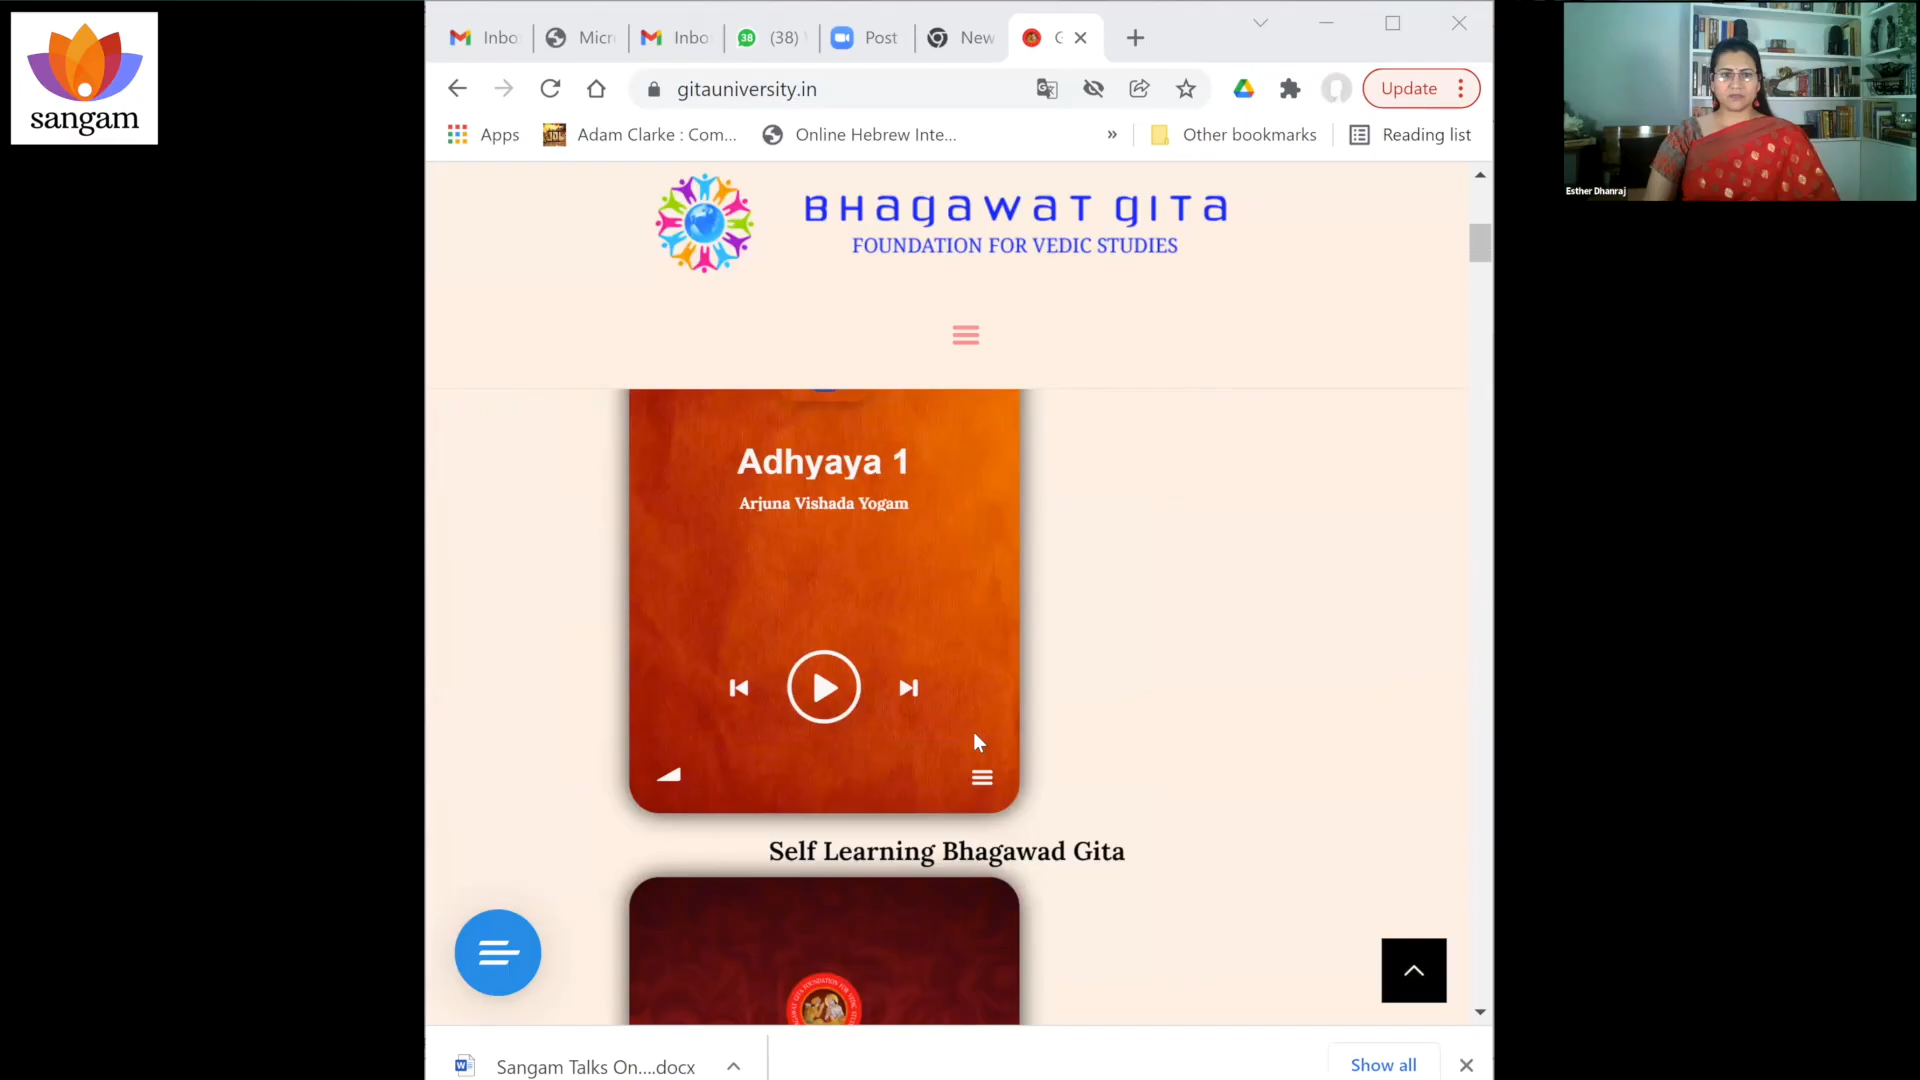 sangam
Inbo
Micr
Inbo
38
(38)
Post
New
G
gitauniversity.in
Update
Apps
Adam Clarke : Com...
Online Hebrew Inte...
»
Other bookmarks
Reading list
BHagawat gita
FOUNDATION FOR VEDIC STUDIES
Adhyaya 1
Arjuna Vishada Yogam
Self Learning Bhagawad Gita
Sangam Talks On....docx
Show all
Esther Dhanraj